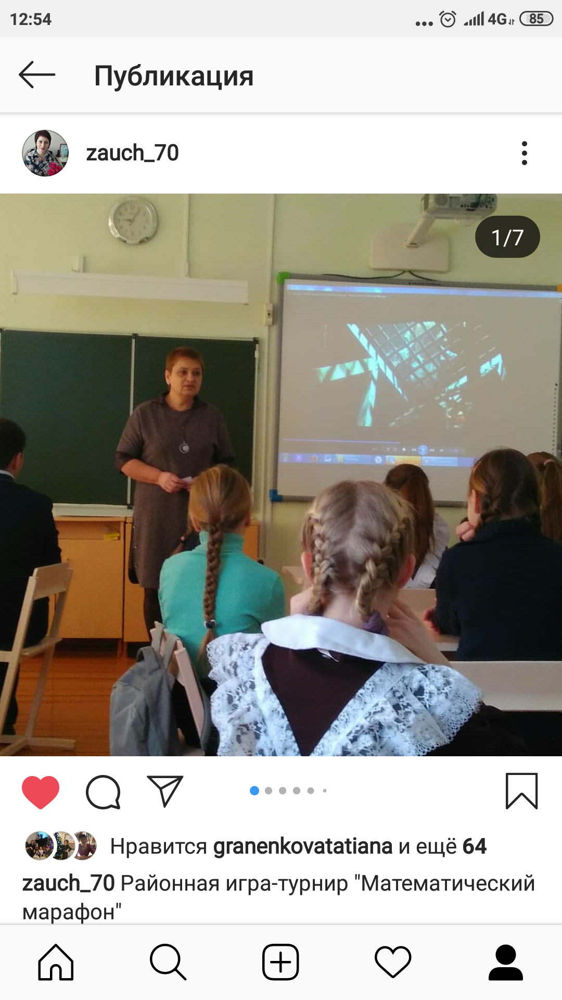 12:54
4G
85
Публикация
zauch_70
1/7
Нравится granenkovatatiana и ещё 64
zauch_70 Районная игра-турнир "Математический
марафон"